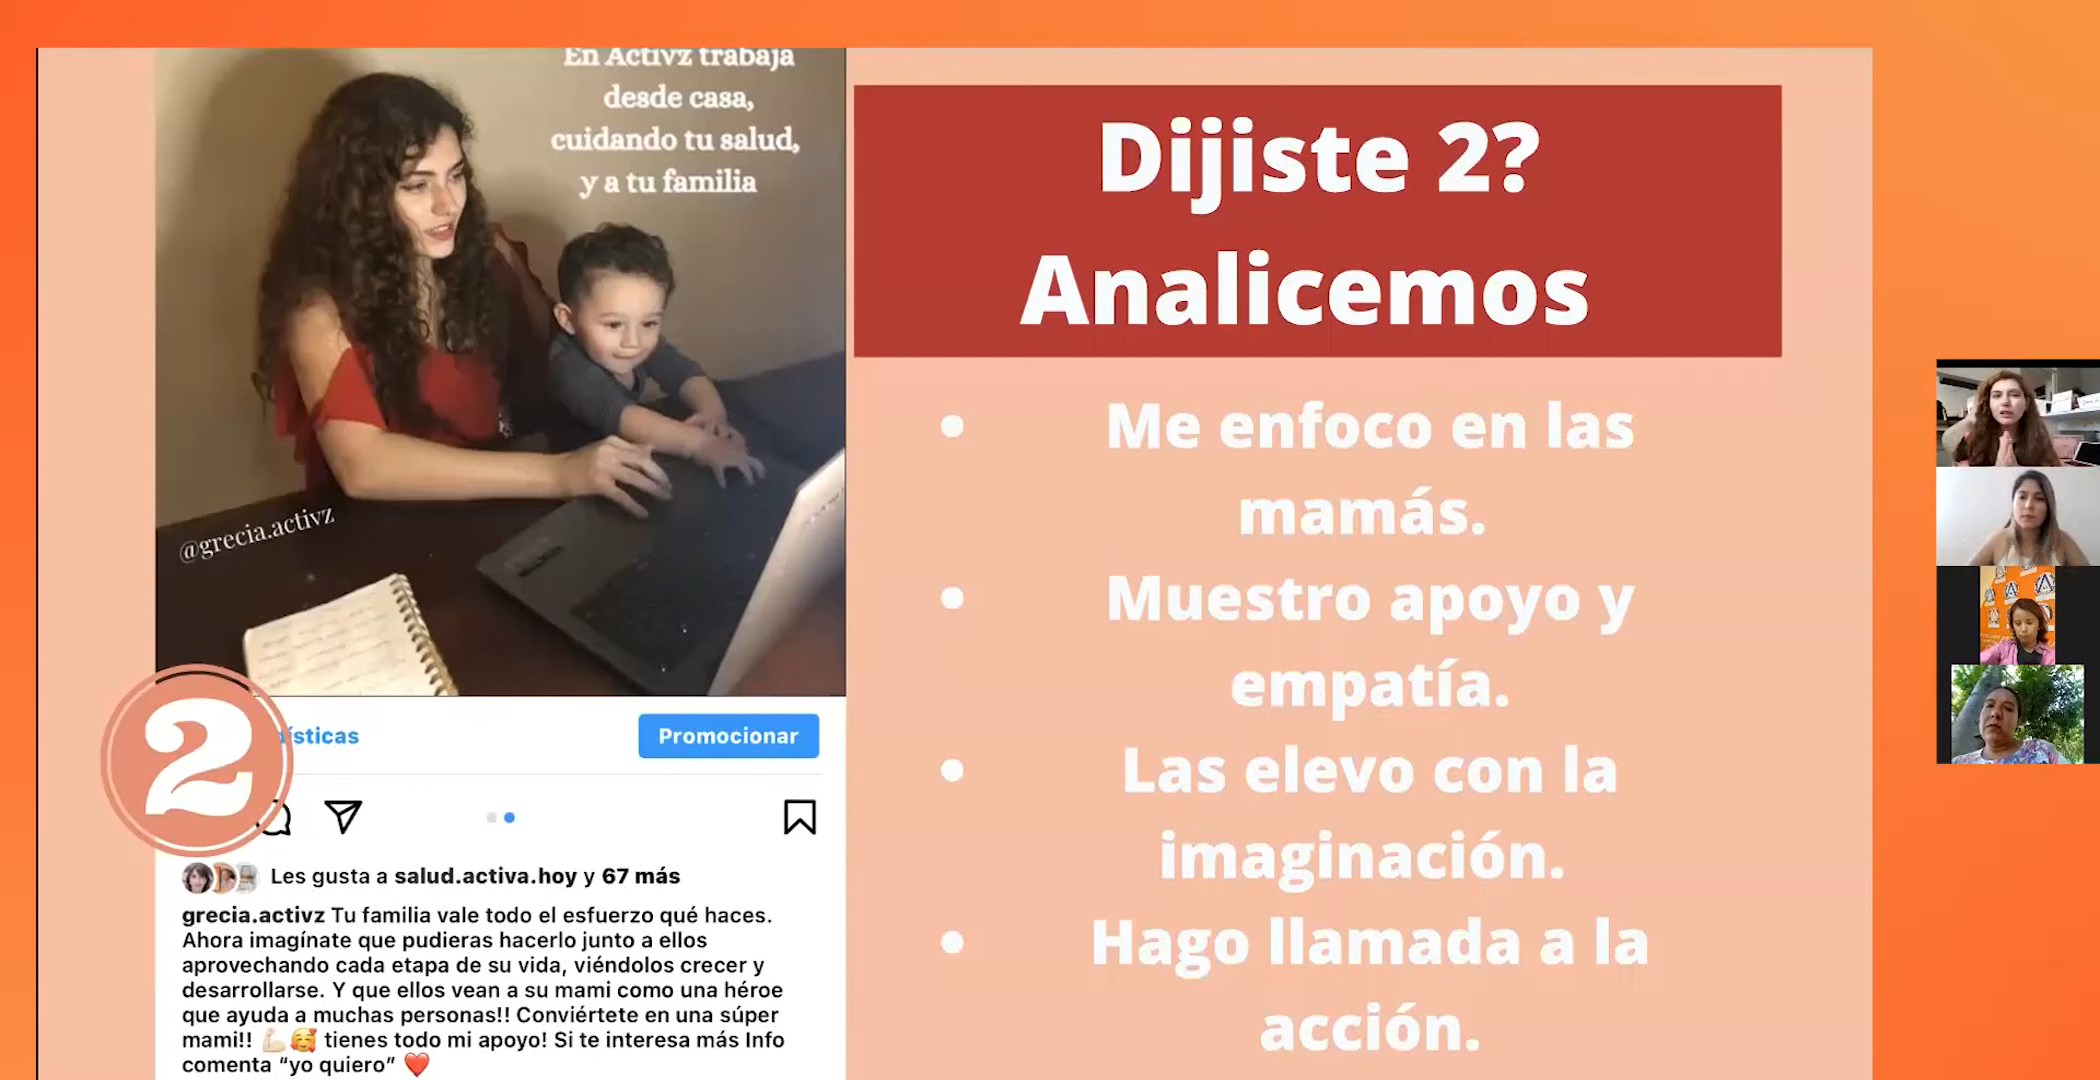 En Activz trabaja
desde casa,
cuidando tu salud,
y a tu familia
@grecia.activz
2
ísticas
Promocionar
Les gusta a salud.activa.hoy y 67 más
grecia.activz Tu familia vale todo el esfuerzo qué haces.
Ahora imagínate que pudieras hacerlo junto a ellos
aprovechando cada etapa de su vida, viéndolos crecer y
desarrollarse. Y que ellos vean a su mami como una héroe
que ayuda a muchas personas!! Conviértete en una súper
mami!! 💪🏻🥰 tienes todo mi apoyo! Si te interesa más Info
comenta “yo quiero” ❤️
Dijiste 2?
Analicemos
• Me enfoco en las
mamás.
• Muestro apoyo y
empatía.
• Las elevo con la
imaginación.
• Hago llamada a la
acción.